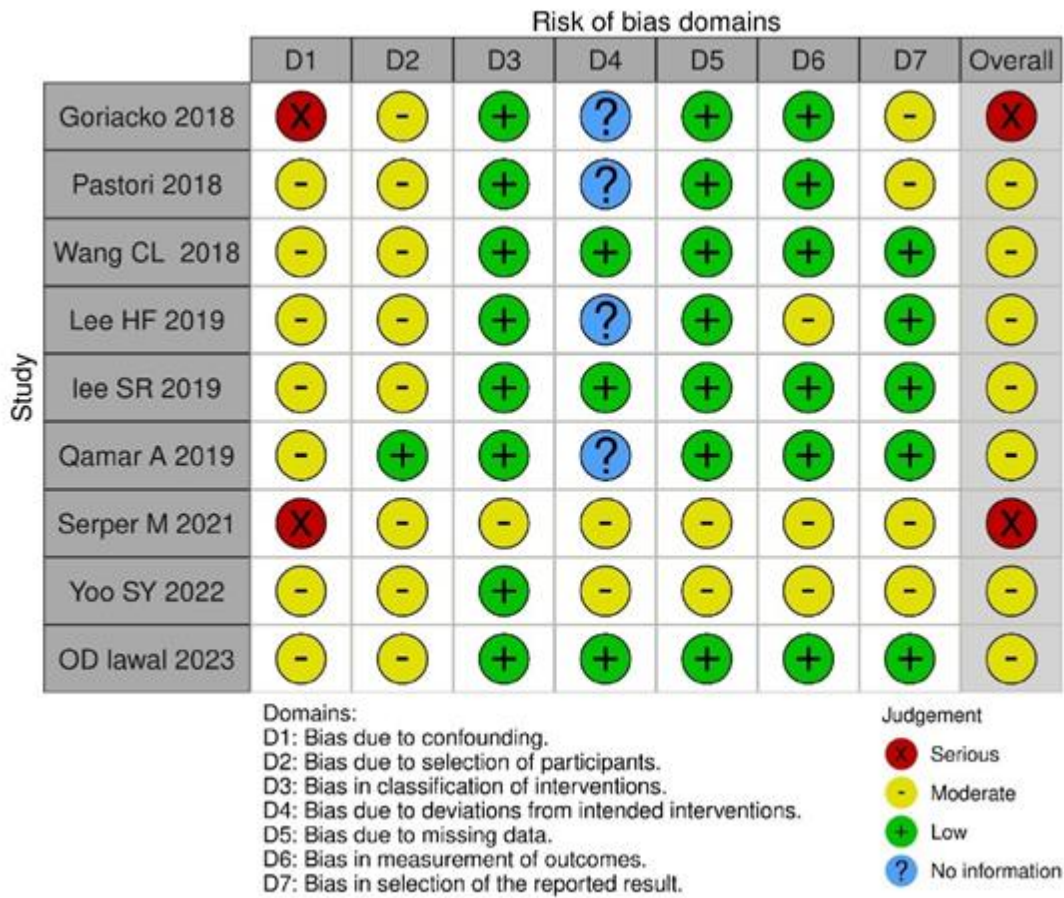 Risk of bias domains
D1 D2 D3 D4 D5 D6 D7 Overall
Study
Goriacko 2018 X - + ? + + - X
Pastori 2018 - - + ? + + - -
Wang CL 2018 - - + + + + + -
Lee HF 2019 - - + ? + - + -
lee SR 2019 - - + + + + + -
Qamar A 2019 - + + ? + + + -
Serper M 2021 X - - - - - - X
Yoo SY 2022 - - + - - - - -
OD lawal 2023 - - + + + + + -
Domains:
D1: Bias due to confounding.
D2: Bias due to selection of participants.
D3: Bias in classification of interventions.
D4: Bias due to deviations from intended interventions.
D5: Bias due to missing data.
D6: Bias in measurement of outcomes.
D7: Bias in selection of the reported result.
Judgement
X Serious
- Moderate
+ Low
? No information